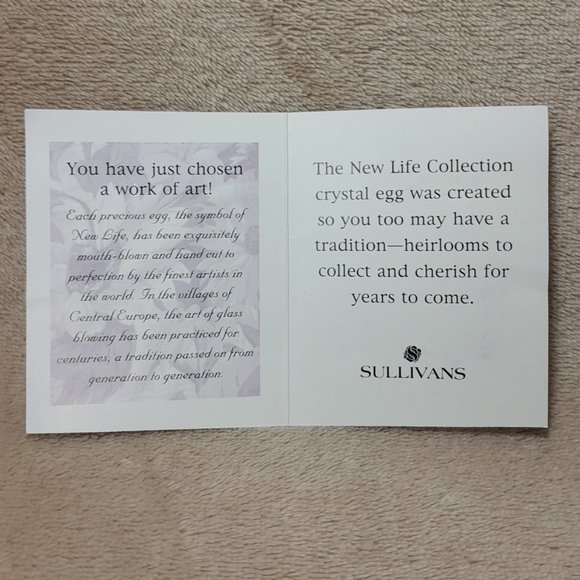 You have just chosen
a work of art!
Each precious egg, the symbol of
New Life, has been exquisitely
mouth-blown and hand cut to
perfection by the finest artists in
the world. In the villages of
Central Europe, the art of glass
blowing has been practiced for
centuries, a tradition passed on from
generation to generation.
The New Life Collection
crystal egg was created
so you too may have a
tradition—heirlooms to
collect and cherish for
years to come.
SULLIVANS